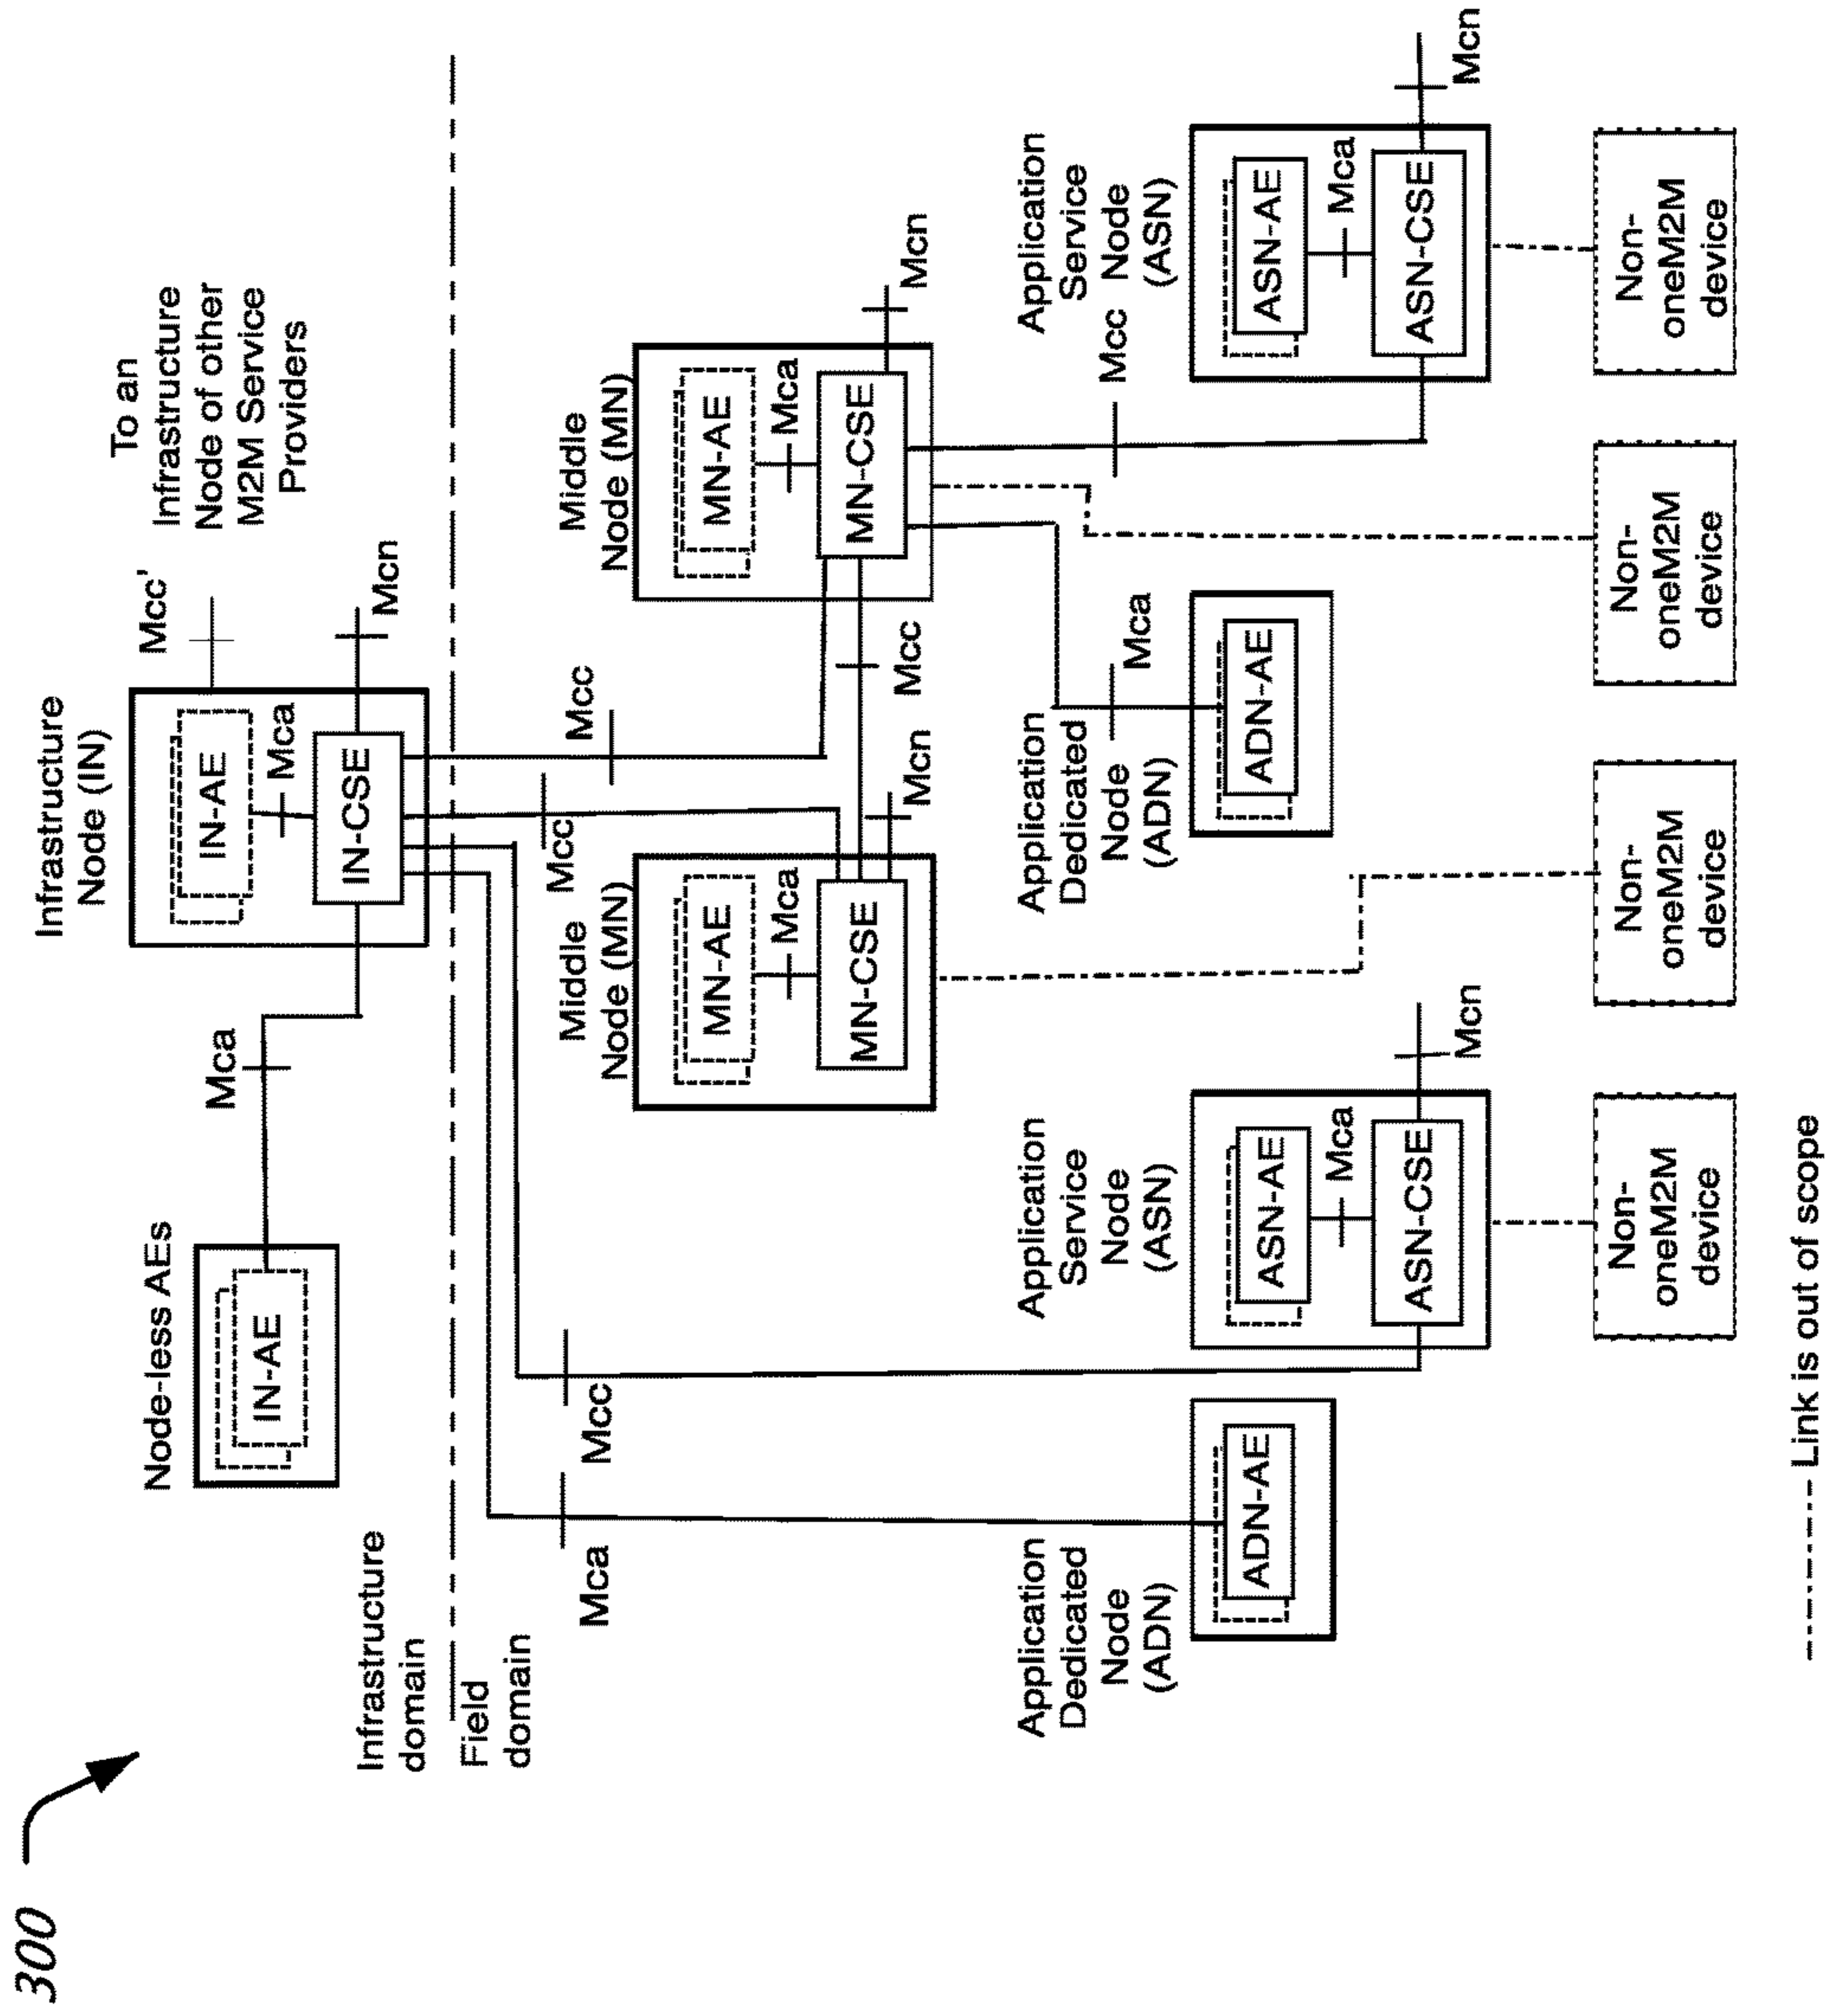 300
Infrastructure
Node (IN)
To an
Infrastructure
Node of other
M2M Service
Providers
Mcc'
Node-less AEs
IN-AE
Mca
IN-AE
Mca
IN-CSE
Mcn
Infrastructure
domain
Field
domain
Mca
Mcc
Mcc
Mcc
Middle
Node (MN)
MN-AE
Mca
MN-CSE
Mcn
Mcc
Middle
Node (MN)
MN-AE
Mca
MN-CSE
Mcn
Application
Dedicated
Node
(ADN)
ADN-AE
Application
Service
Node
(ASN)
ASN-AE
Mca
ASN-CSE
Mcn
Application
Dedicated
Node
(ADN)
Mca
ADN-AE
Mcc
Application
Service
Node
(ASN)
ASN-AE
Mca
ASN-CSE
Mcn
Non-
oneM2M
device
Non-
oneM2M
device
Non-
oneM2M
device
Non-
oneM2M
device
Link is out of scope